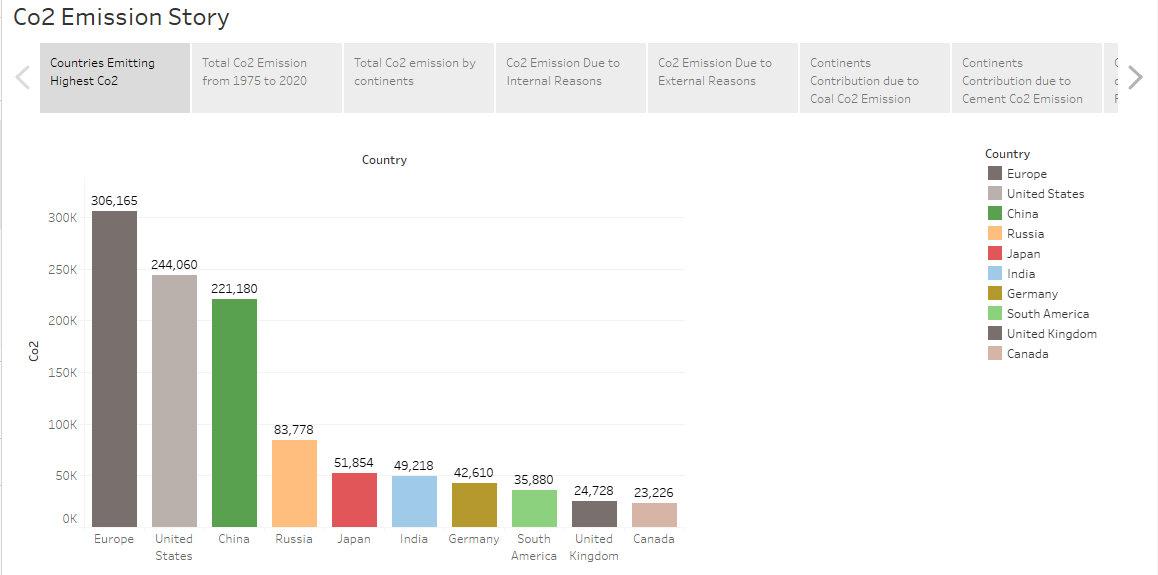 Co2 Emission Story
Countries Emitting
Highest Co2
Total Co2 Emission
from 1975 to 2020
Total Co2 emission by
continents
Co2 Emission Due to
Internal Reasons
Co2 Emission Due to
External Reasons
Continents
Contribution due to
Coal Co2 Emission
Continents
Contribution due to
Cement Co2 Emission
Country
Co2
300K
250K
200K
150K
100K
50K
0K
306,165
244,060
221,180
83,778
51,854
49,218
42,610
35,880
24,728
23,226
Europe
United
States
China
Russia
Japan
India
Germany
South
America
United
Kingdom
Canada
Country
Europe
United States
China
Russia
Japan
India
Germany
South America
United Kingdom
Canada